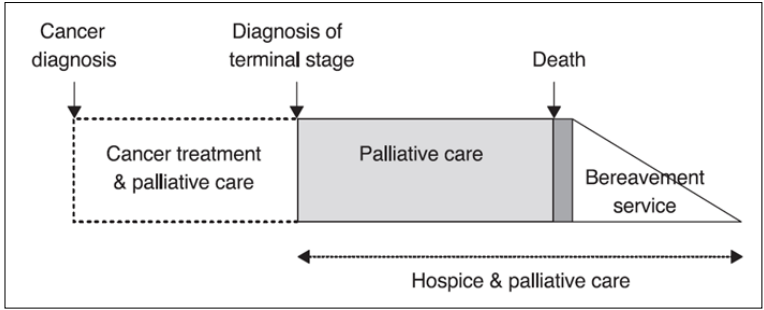 Cancer
diagnosis
Diagnosis of
terminal stage
Death
Cancer treatment
& palliative care
Palliative care
Bereavement
service
Hospice & palliative care